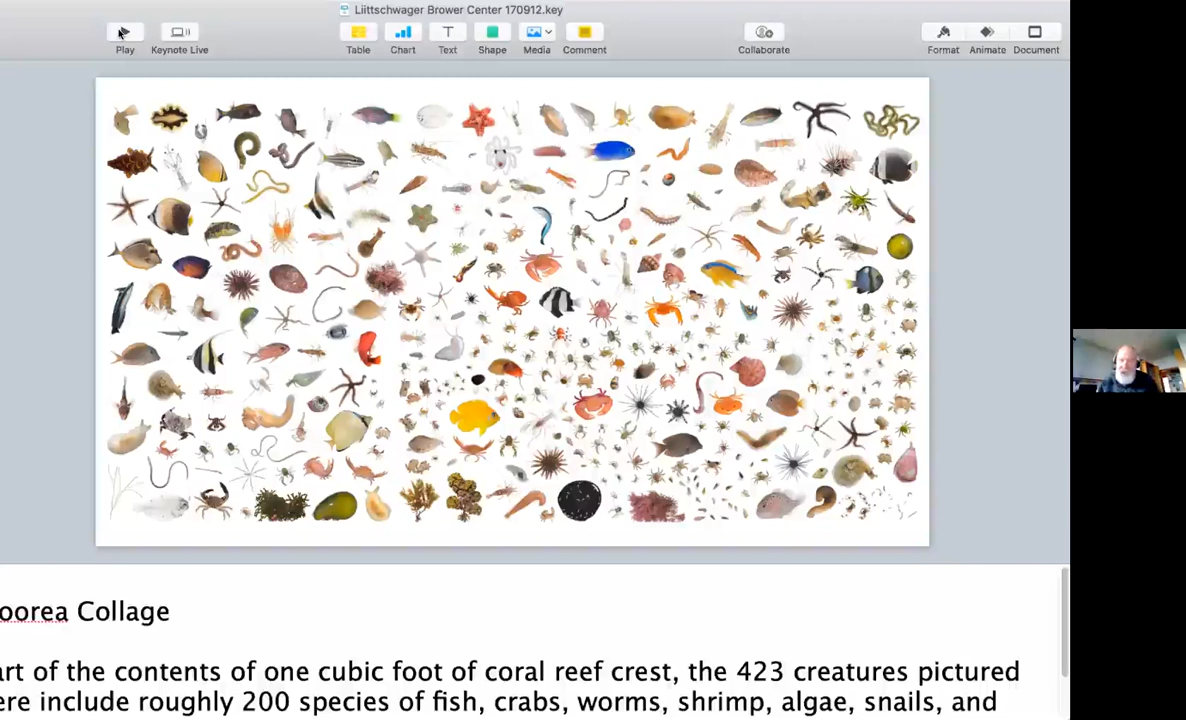 Liittschwager Brower Center 170912.key
Play Keynote Live Table Chart Text Shape Media Comment Collaborate Format Animate Document
oorea Collage
art of the contents of one cubic foot of coral reef crest, the 423 creatures pictured
ere include roughly 200 species of fish, crabs, worms, shrimp, algae, snails, and